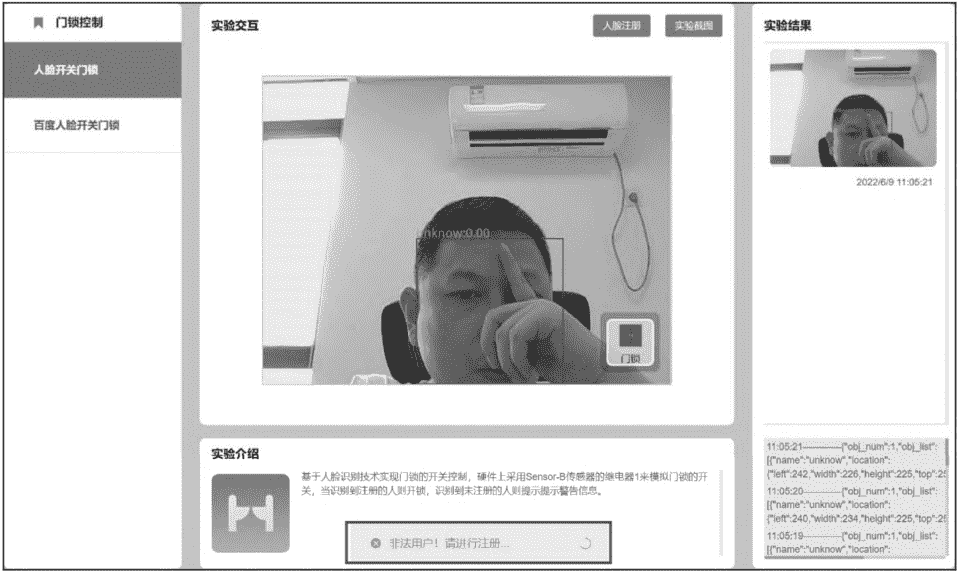 门锁控制
人脸开关门锁
百度人脸开关门锁
实验交互
人脸注册
实验截图
unknow:0.00
门锁
实验介绍
基于人脸识别技术实现门锁的开关控制，硬件上采用Sensor-B传感器的继电器1来模拟门锁的开
关，当识别到注册的人则开锁，识别到未注册的人则提示提示警告信息。
非法用户！请进行注册...
实验结果
2022/6/9 11:05:21
11:05:21---------------{"obj_num":1,"obj_list":
[{"name":"unknow","location":
{"left":242,"width":226,"height":225,"top":25
11:05:20---------------{"obj_num":1,"obj_list":
[{"name":"unknow","location":
{"left":240,"width":234,"height":225,"top":25
11:05:19---------------{"obj_num":1,"obj_list":
[{"name":"unknow","location":